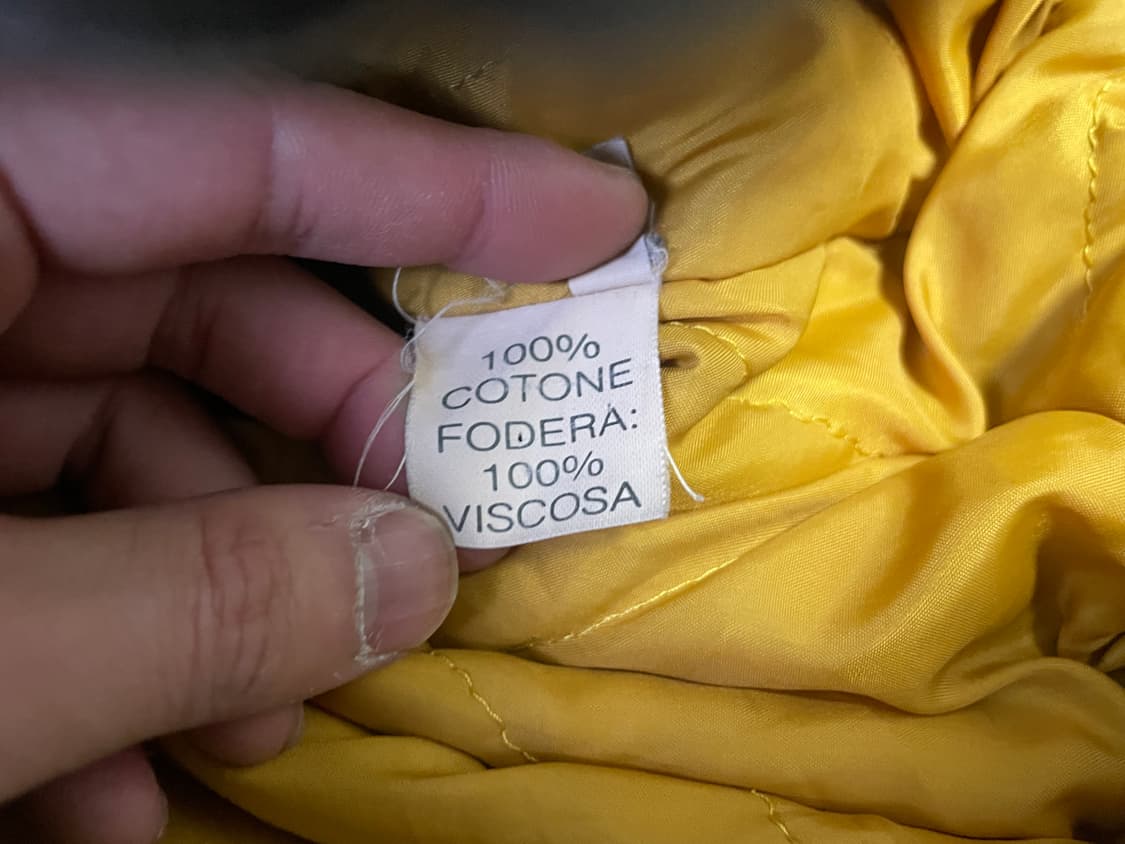 100%
COTONE
FODERA:
100%
VISCOSA